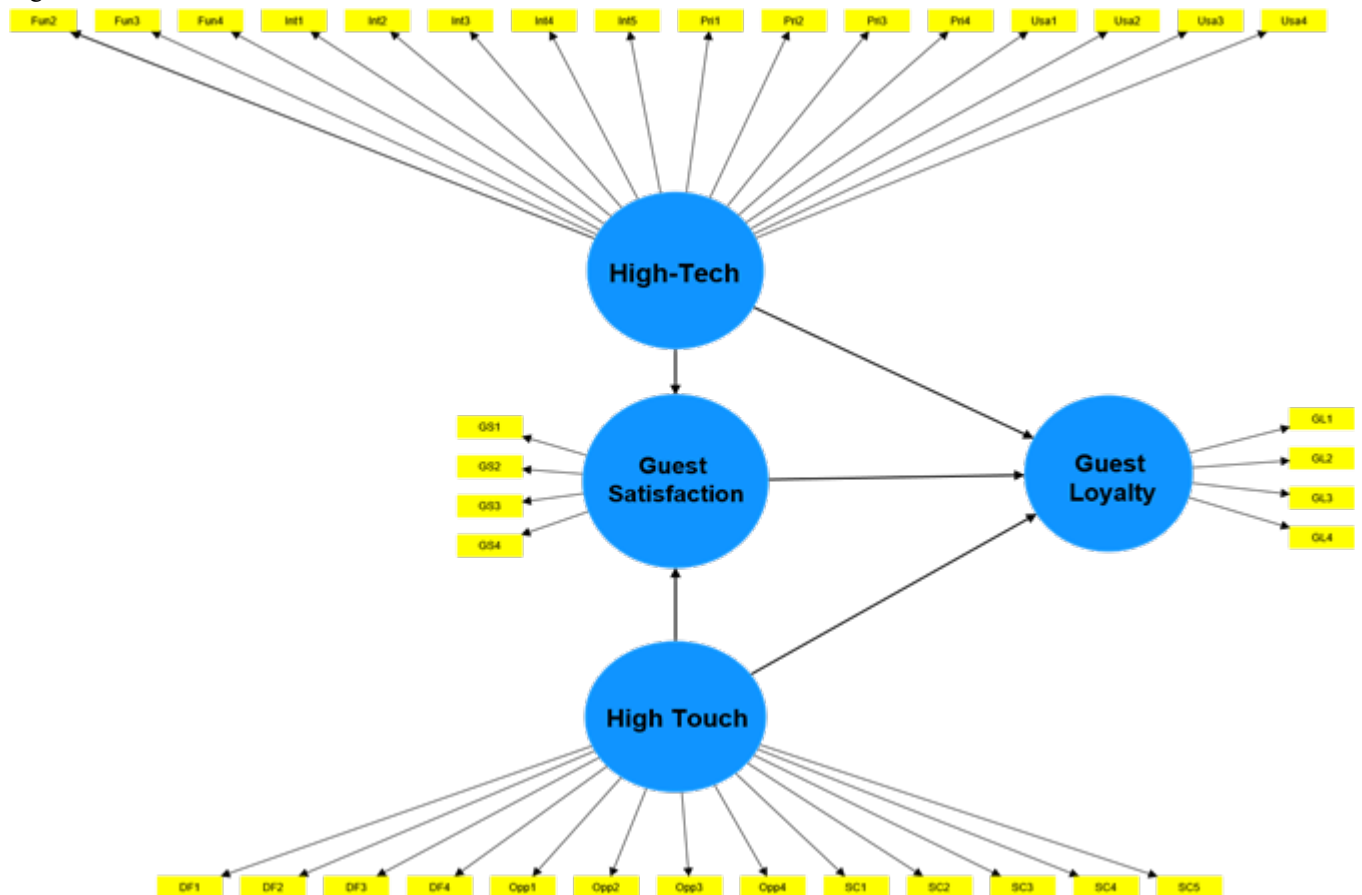 Fun2 Fun3 Fun4 Int1 Int2 Int3 Int4 Int5 Pri1 Pri2 Pri3 Pri4 Usa1 Usa2 Usa3 Usa4
High-Tech
GS1
GS2
GS3
GS4
Guest
Satisfaction
Guest
Loyalty
GL1
GL2
GL3
GL4
High Touch
DF1 DF2 DF3 DF4 Opp1 Opp2 Opp3 Opp4 SC1 SC2 SC3 SC4 SC5